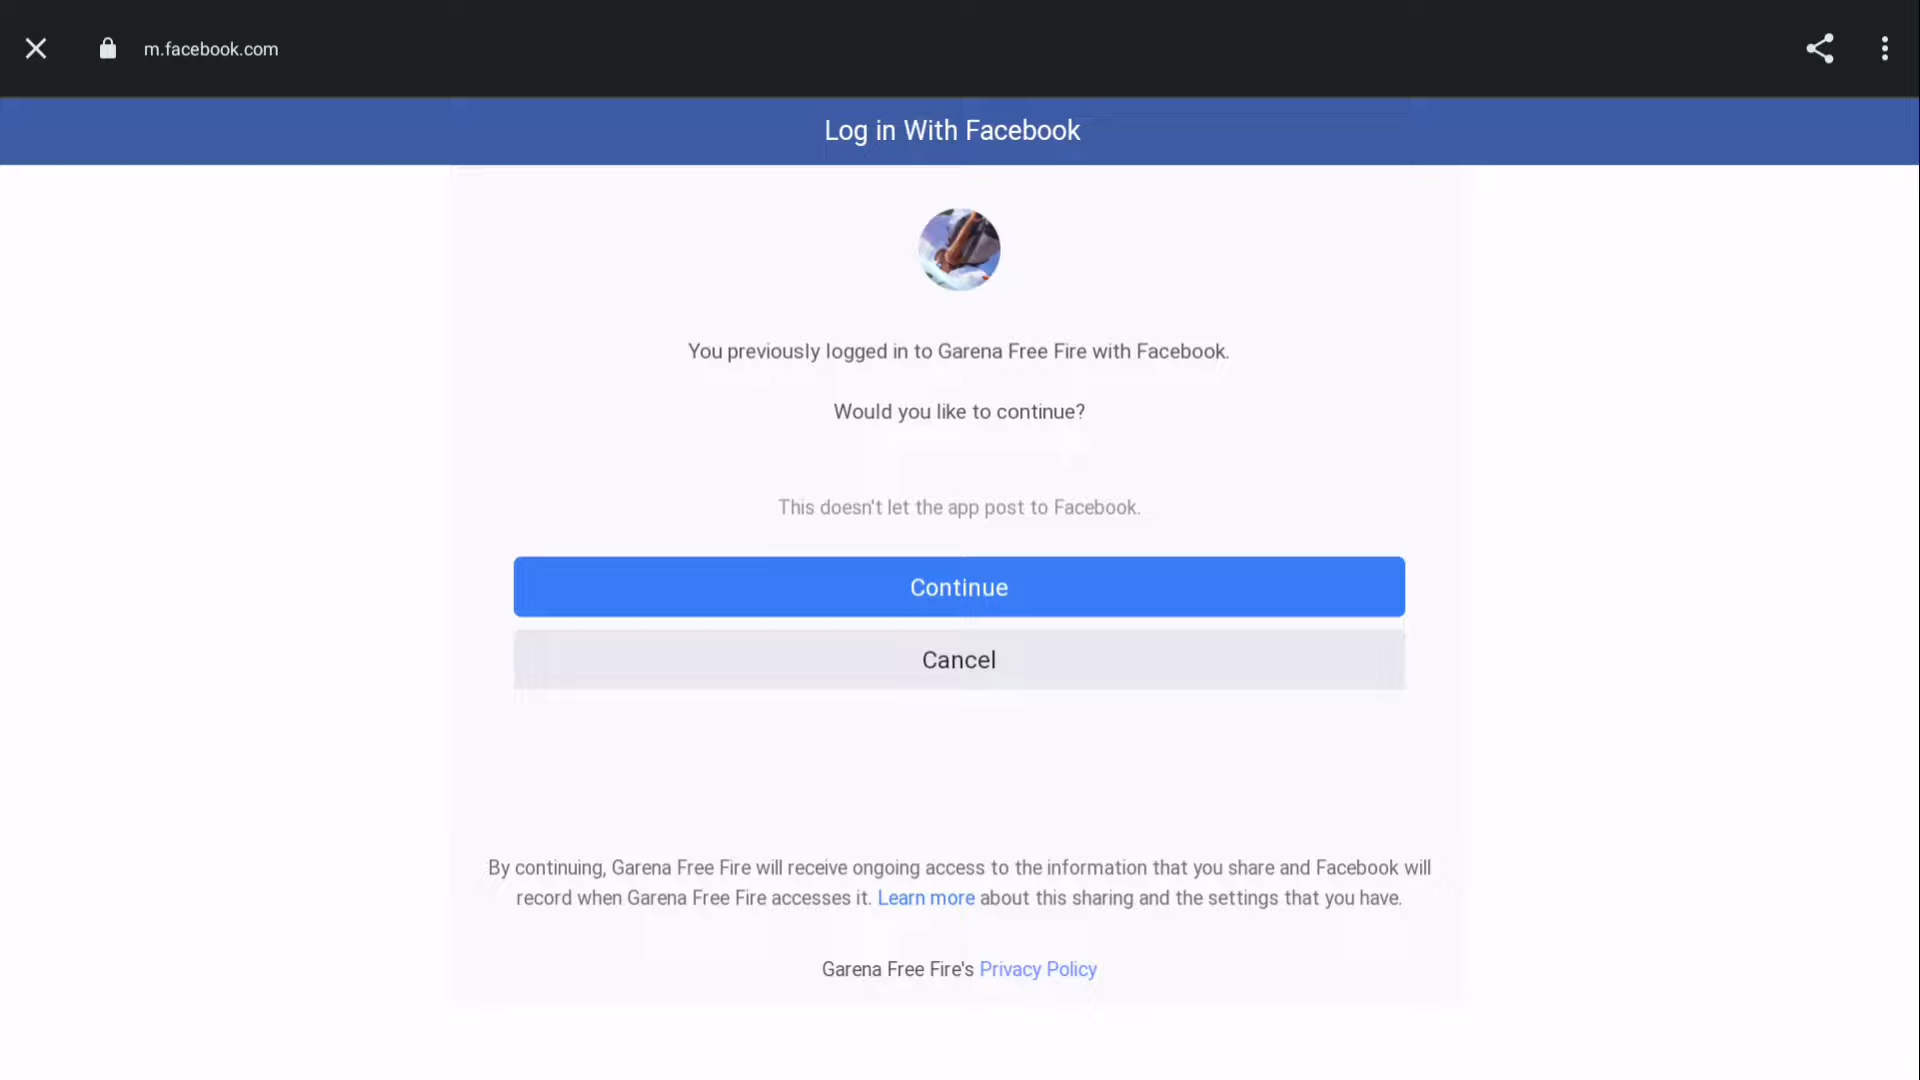 m.facebook.com
Log in With Facebook
You previously logged in to Garena Free Fire with Facebook.
Would you like to continue?
This doesn't let the app post to Facebook.
Continue
Cancel
By continuing, Garena Free Fire will receive ongoing access to the information that you share and Facebook will
record when Garena Free Fire accesses it. Learn more about this sharing and the settings that you have.
Garena Free Fire's Privacy Policy